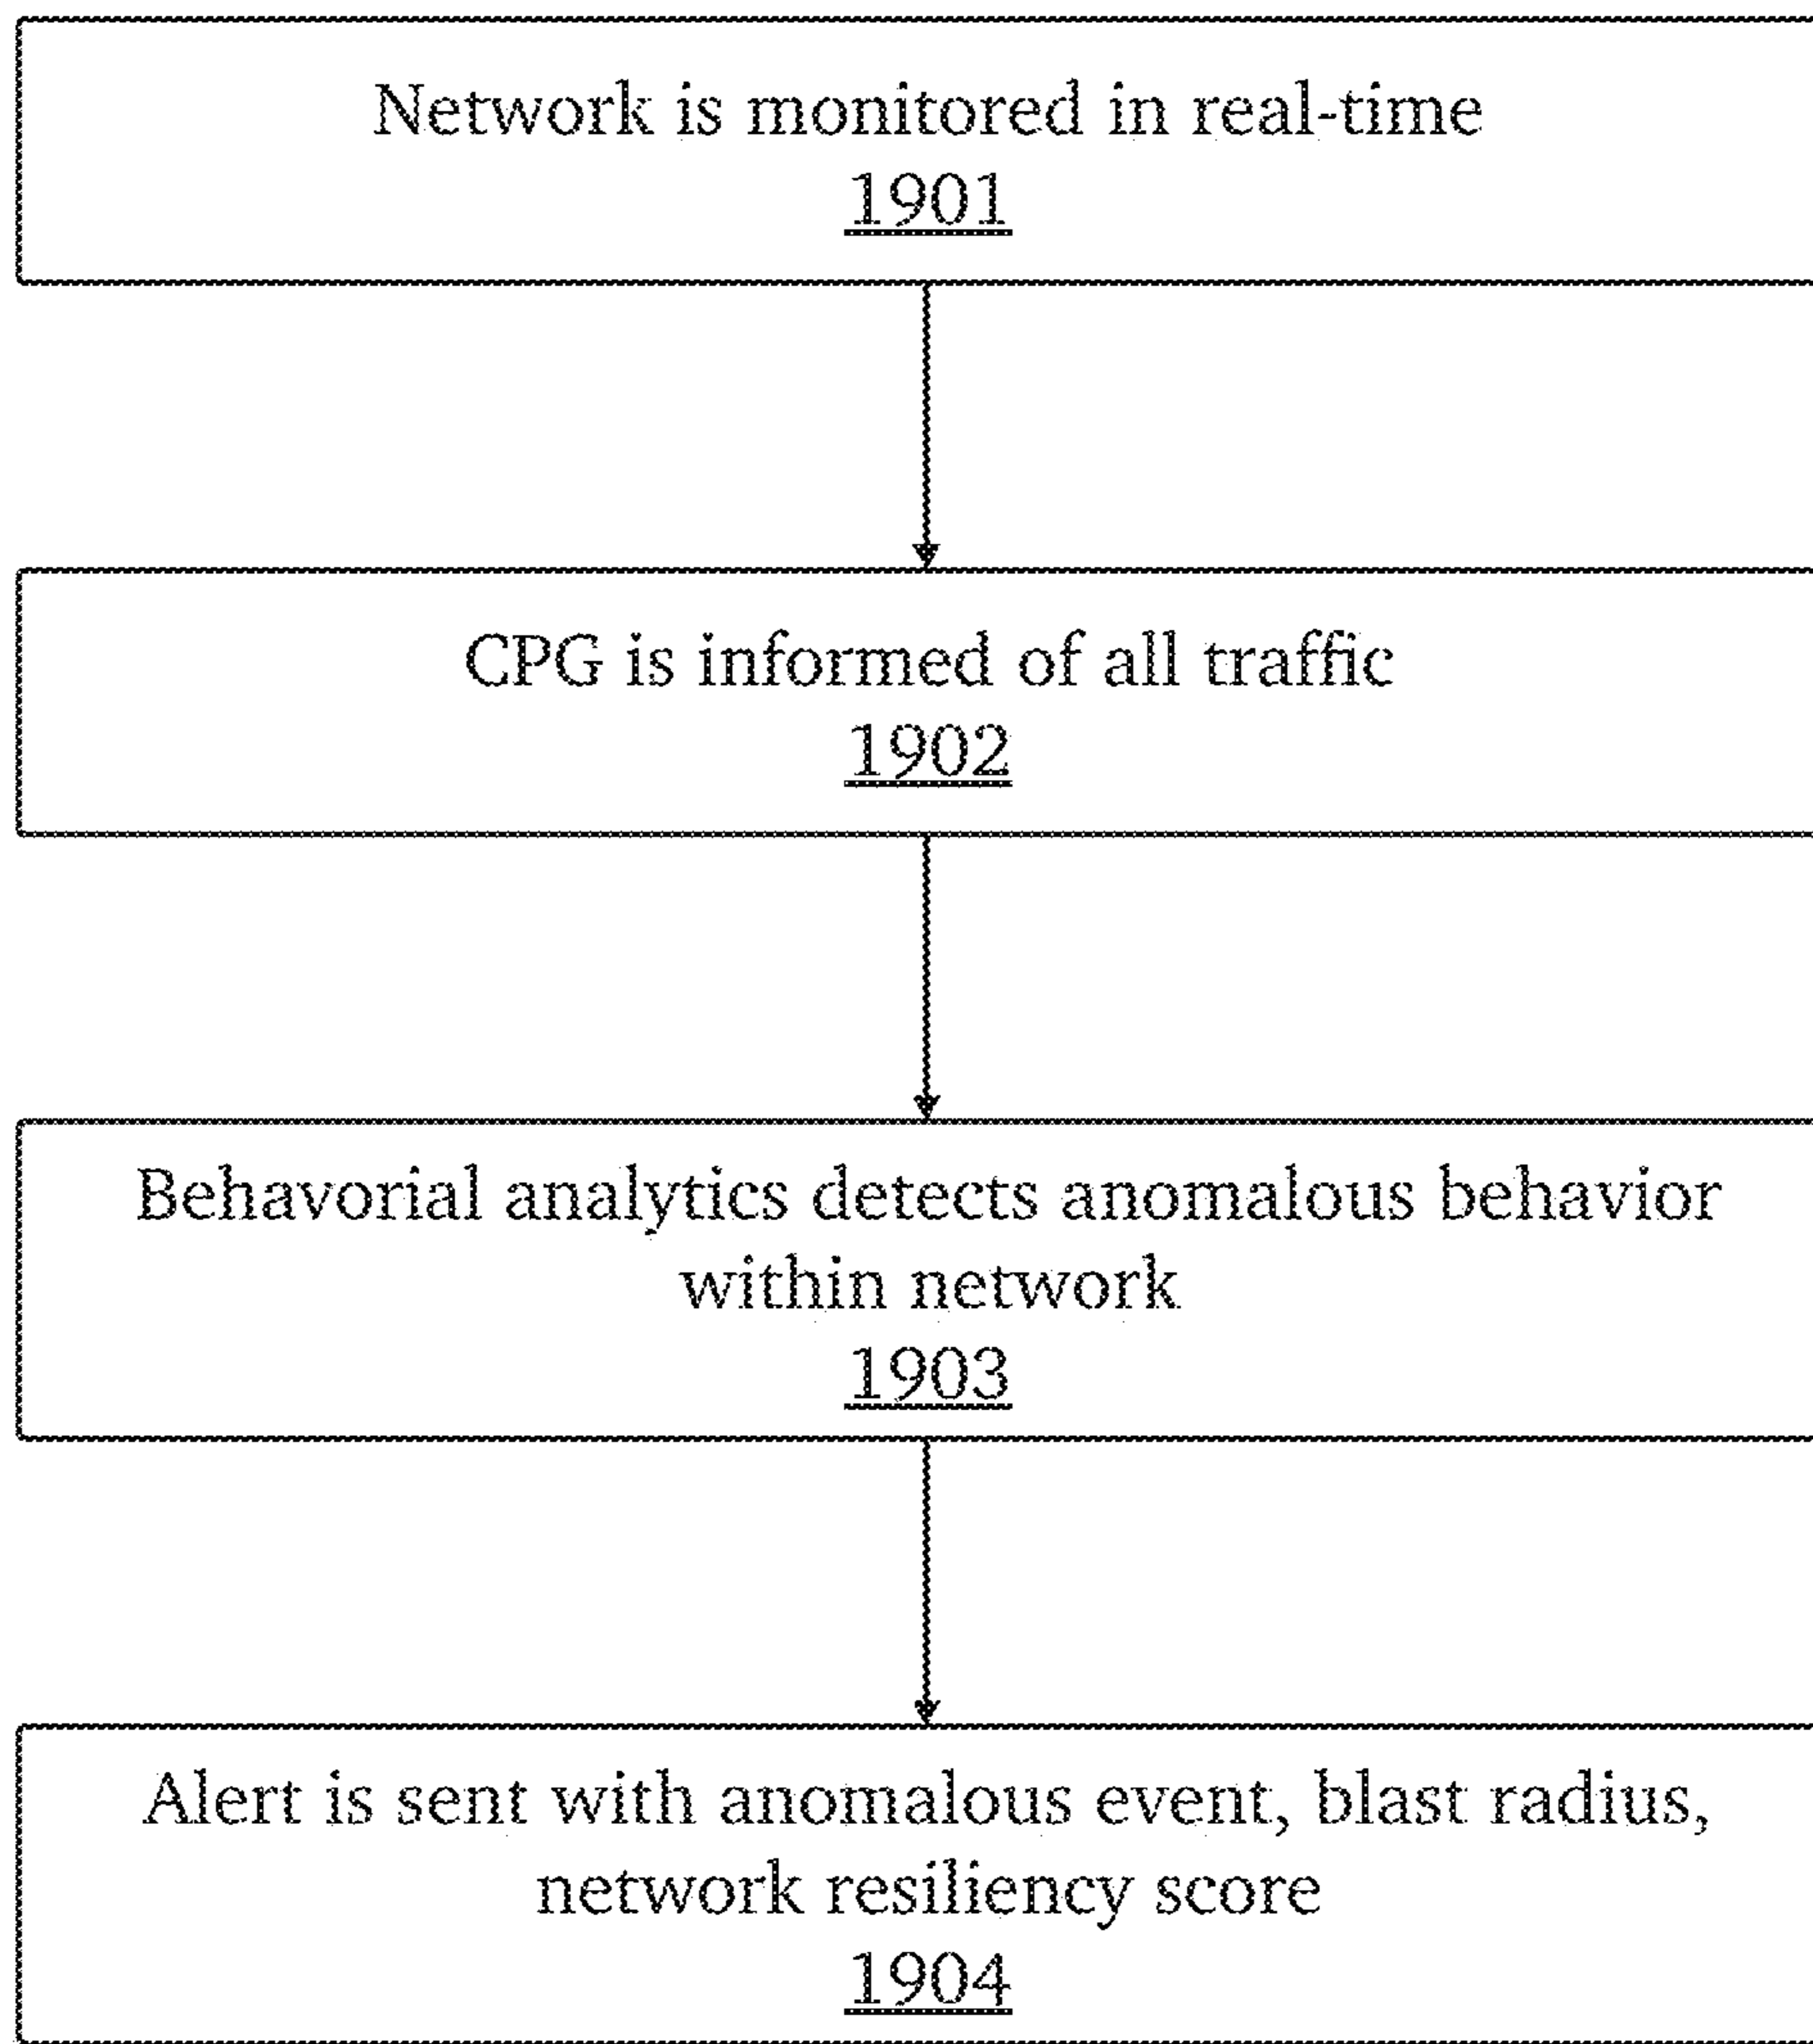 Network is monitored in real-time
1901
CPG is informed of all traffic
1902
Behavorial analytics detects anomalous behavior
within network
1903
Alert is sent with anomalous event, blast radius,
network resiliency score
1904